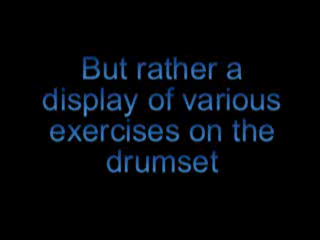 But rather a
display of various
exercises on the
drumset